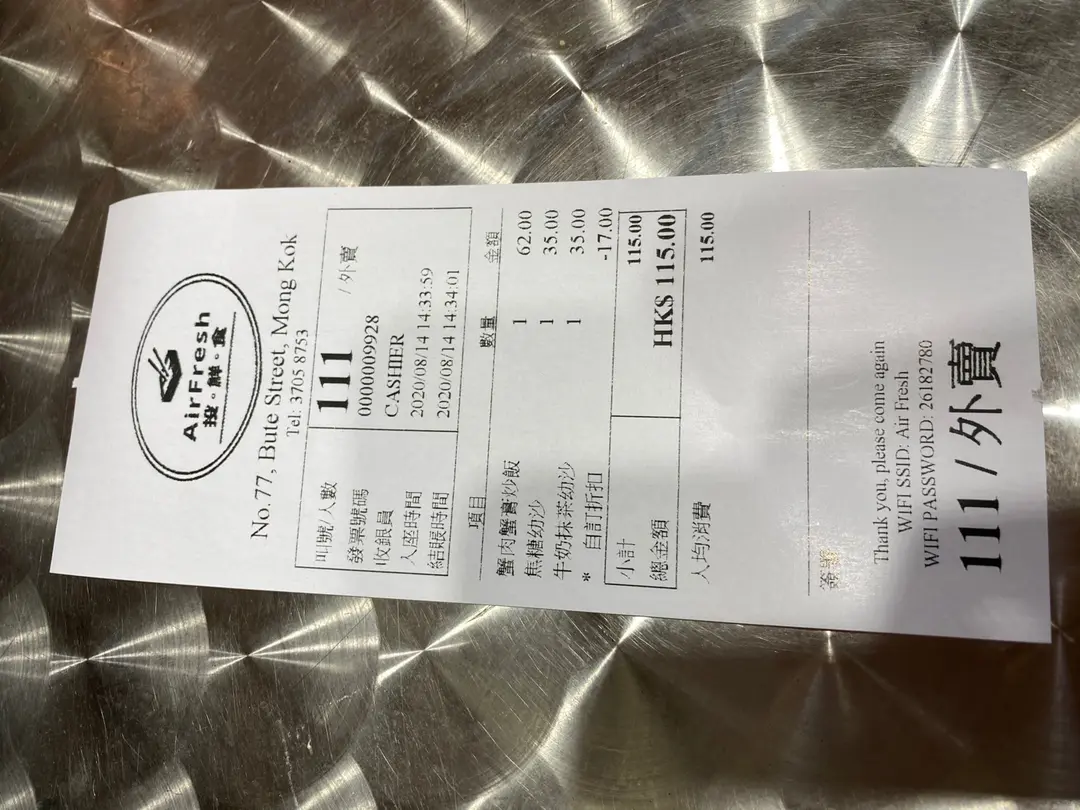 AirFresh
投。鮮。食
No.77, Bute Street, Mong Kok
Tel: 3705 8753
叫號/人數 111 / 外賣
發票號碼 0000009928
收銀員 CASHIER
入座時間 2020/08/14 14:33:59
結賬時間 2020/08/14 14:34:01
項目 數量 金額
蟹肉蟹膏炒飯 1 62.00
焦糖幼沙 1 35.00
牛奶抹茶幼沙 1 35.00
* 自訂折扣 -17.00
小計 115.00
總金額 HK$ 115.00
人均消費 115.00
簽署
Thank you, please come again
WIFI SSID: Air Fresh
WIFI PASSWORD: 26182780
111 / 外賣